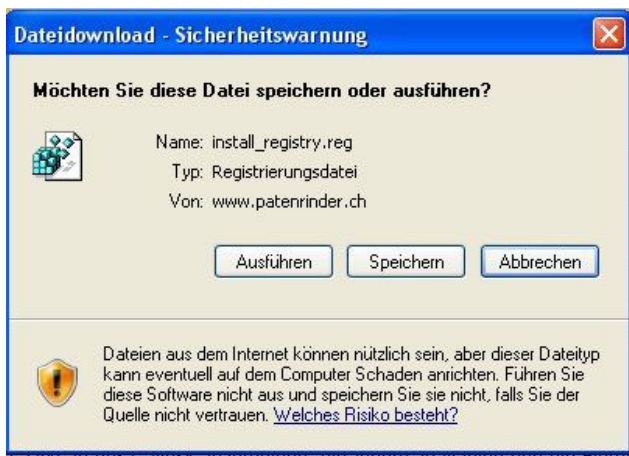 Dateidownload - Sicherheitswarnung
Möchten Sie diese Datei speichern oder ausführen?
Name: install_registry.reg
Typ: Registrierungsdatei
Von: www.patenrinder.ch
Ausführen Speichern Abbrechen
Dateien aus dem Internet können nützlich sein, aber dieser Dateityp
kann eventuell auf dem Computer Schaden anrichten. Führen Sie
diese Software nicht aus und speichern Sie sie nicht, falls Sie der
Quelle nicht vertrauen. Welches Risiko besteht?